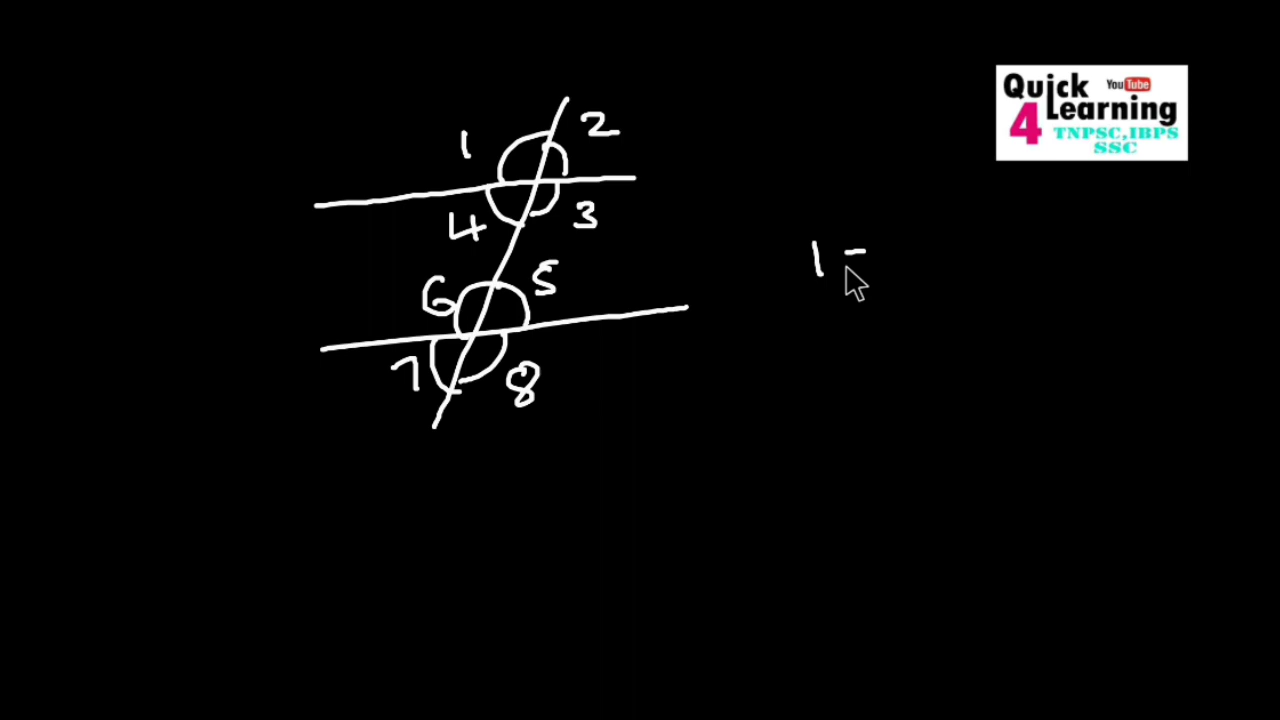 Quick YouTube
4 Learning
TNPSC,IBPS
SSC
1 2
4 3
6 5
7 8
1 -